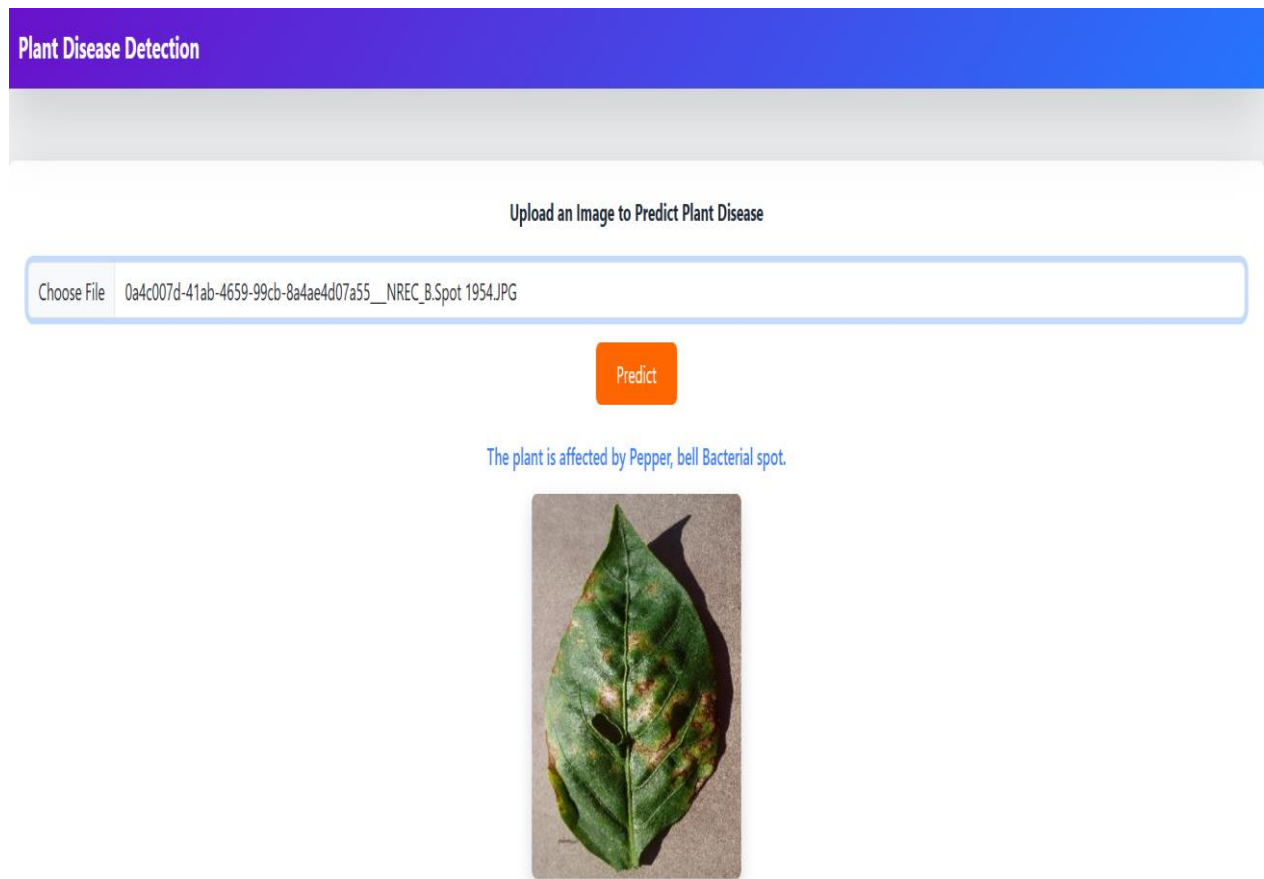 Plant Disease Detection
Upload an Image to Predict Plant Disease
Choose File 0a4c007d-41ab-4659-99cb-8a4ae4d07a55__NREC_B.Spot 1954.JPG
Predict
The plant is affected by Pepper, bell Bacterial spot.